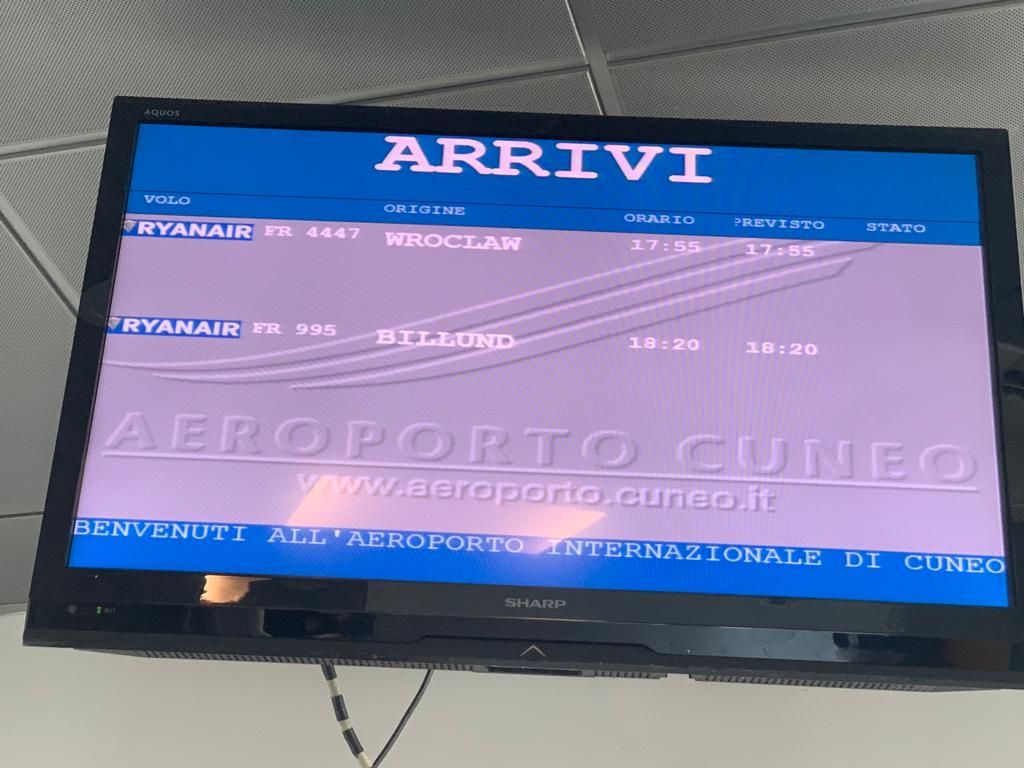 AQUOS
ARRIVI
VOLO ORIGINE ORARIO PREVISTO STATO
RYANAIR FR 4447 WROCLAW 17:55 17:55
RYANAIR FR 995 BILLUND 18:20 18:20
AEROPORTO CUNEO
www.aeroporto.cuneo.it
BENVENUTI ALL'AEROPORTO INTERNAZIONALE DI CUNEO
SHARP